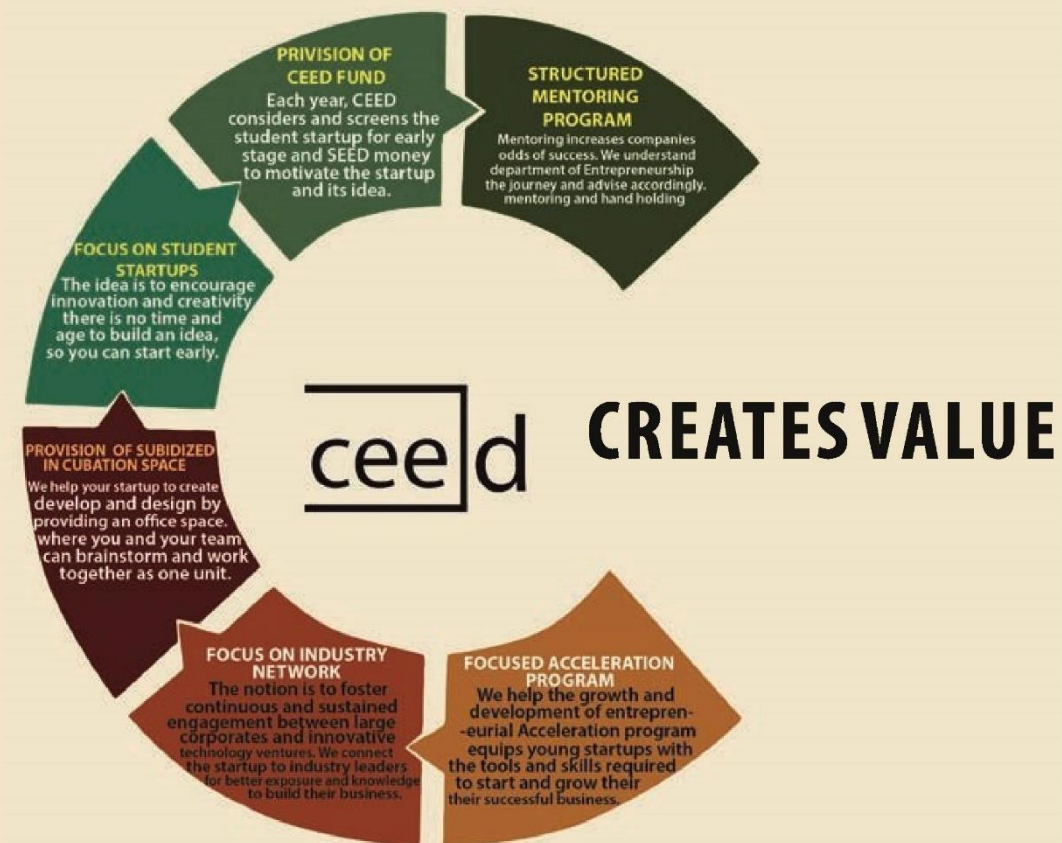 PRIVISION OF
CEED FUND
Each year, CEED
considers and screens the
student startup for early
stage and SEED money
to motivate the startup
and its idea.
STRUCTURED
MENTORING
PROGRAM
Mentoring increases companies
odds of success. We understand
department of Entrepreneurship
the journey and advise accordingly.
mentoring and hand holding
FOCUS ON STUDENT
STARTUPS
The idea is to encourage
innovation and creativity
there is no time and
age to build an idea,
so you can start early.
ceed
CREATES VALUE
PROVISION OF SUBIDIZED
IN CUBATION SPACE
We help your startup to create
develop and design by
providing an office space.
where you and your team
can brainstorm and work
together as one unit.
FOCUS ON INDUSTRY
NETWORK
The notion is to foster
continuous and sustained
engagement between large
corporates and innovative
technology ventures. We connect
the startup to industry leaders
for better exposure and knowledge
to build their business.
FOCUSED ACCELERATION
PROGRAM
We help the growth and
development of entrepren-
-eurial Acceleration program
equips young startups with
the tools and skills required
to start and grow their
their successful business.